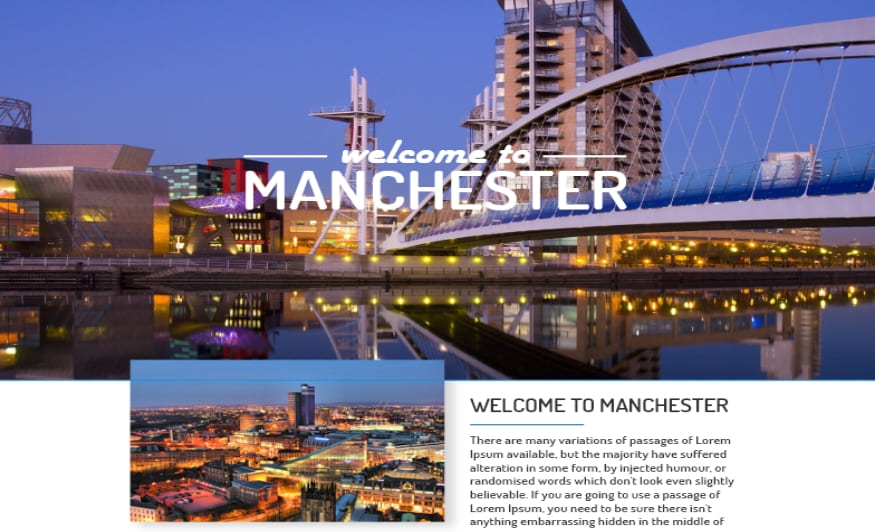 welcome to
MANCHESTER
WELCOME TO MANCHESTER
There are many variations of passages of Lorem
Ipsum available, but the majority have suffered
alteration in some form, by injected humour, or
randomised words which don't look even slightly
believable. If you are going to use a passage of
Lorem Ipsum, you need to be sure there isn't
anything embarrassing hidden in the middle of